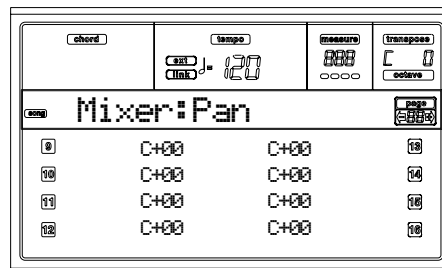 chord tempo measure transpose
ext link ♩= 120 888 C 0
octave
song Mixer:Pan page 88
9 C+00 C+00 13
10 C+00 C+00 14
11 C+00 C+00 15
12 C+00 C+00 16